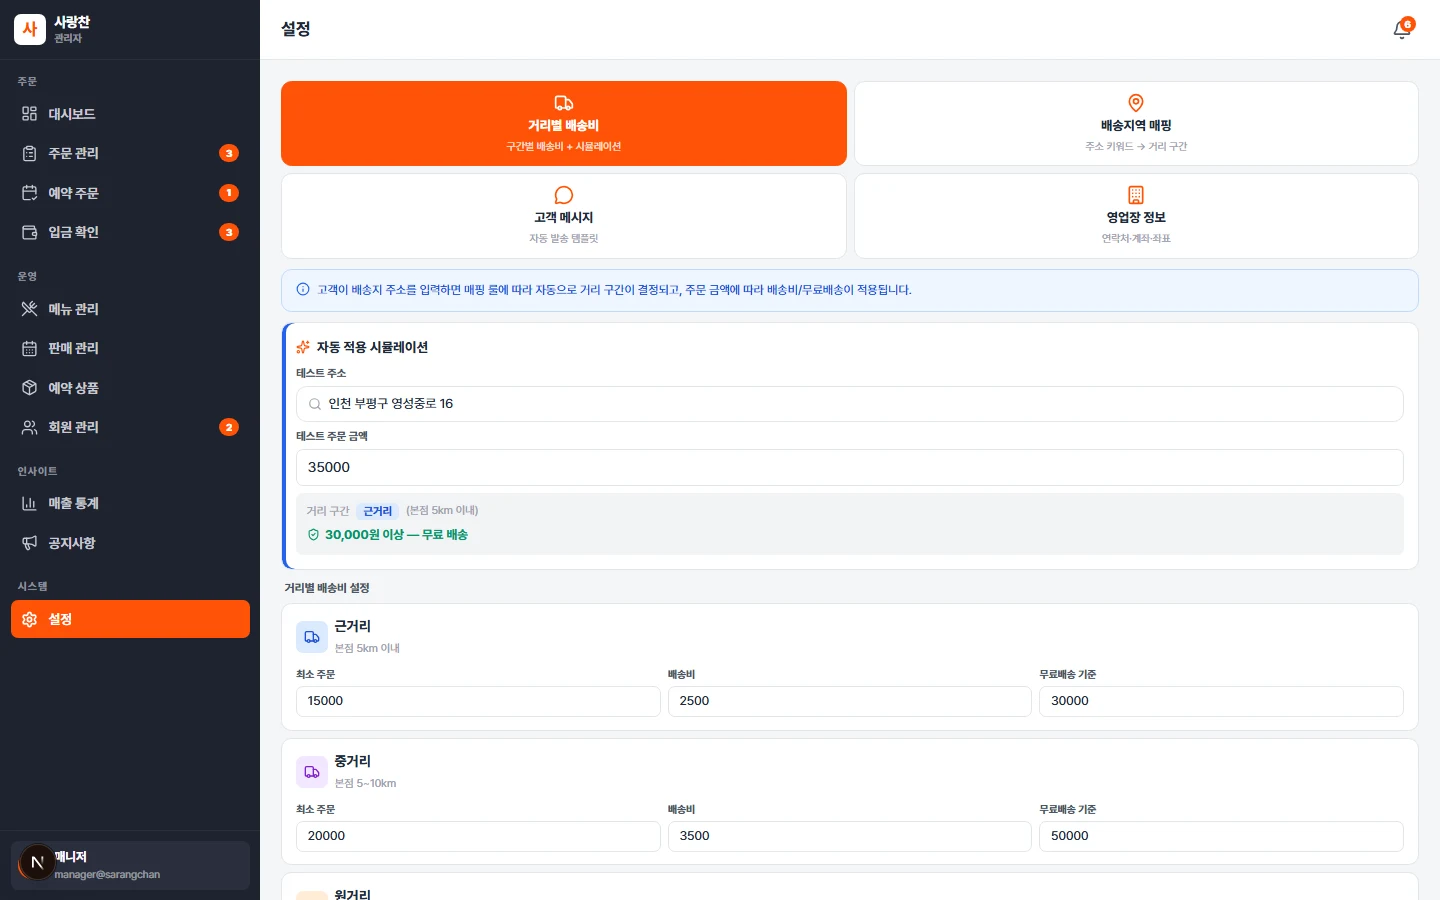 사
사랑찬
관리자
주문
대시보드
주문 관리
3
예약 주문
1
입금 확인
3
운영
메뉴 관리
판매 관리
예약 상품
회원 관리
2
인사이트
매출 통계
공지사항
시스템
설정
N
매니저
manager@sarangchan
설정
6
거리별 배송비
구간별 배송비 + 시뮬레이션
배송지역 매핑
주소 키워드 → 거리 구간
고객 메시지
자동 발송 템플릿
영업장 정보
연락처·계좌·좌표
고객이 배송지 주소를 입력하면 매핑 룰에 따라 자동으로 거리 구간이 결정되고, 주문 금액에 따라 배송비/무료배송이 적용됩니다.
자동 적용 시뮬레이션
테스트 주소
인천 부평구 영성중로 16
테스트 주문 금액
35000
거리 구간 근거리 (본점 5km 이내)
30,000원 이상 — 무료 배송
거리별 배송비 설정
근거리
본점 5km 이내
최소 주문 배송비 무료배송 기준
15000 2500 30000
중거리
본점 5~10km
최소 주문 배송비 무료배송 기준
20000 3500 50000
원거리